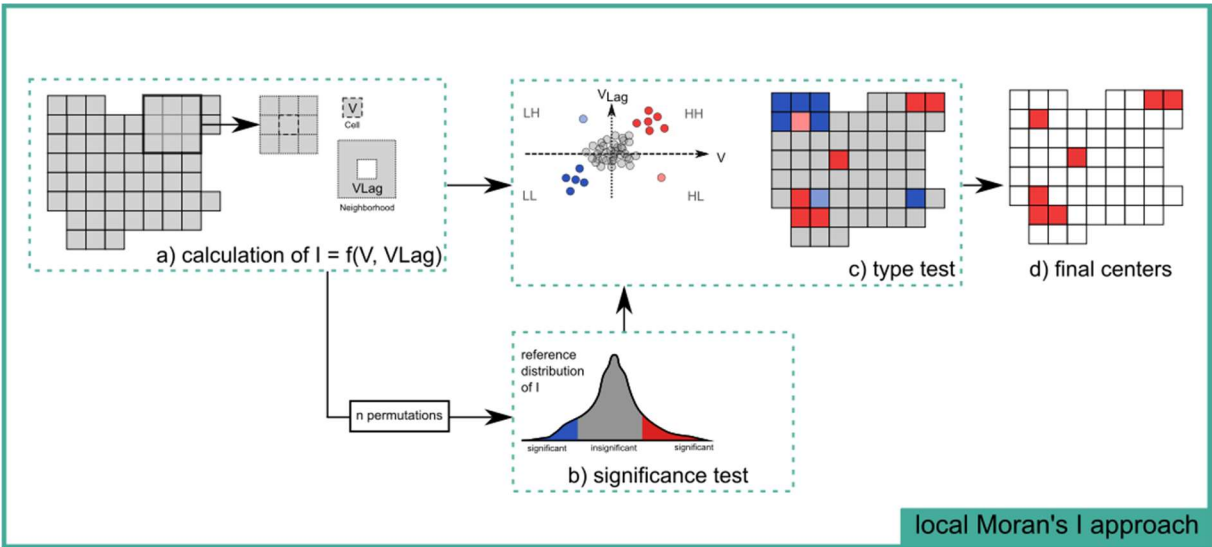 V
Cell
VLag
Neighborhood
a) calculation of I = f(V, VLag)
VLag
LH
HH
V
LL
HL
c) type test
d) final centers
reference
distribution
of I
n permutations
significant
insignificant
significant
b) significance test
local Moran's I approach